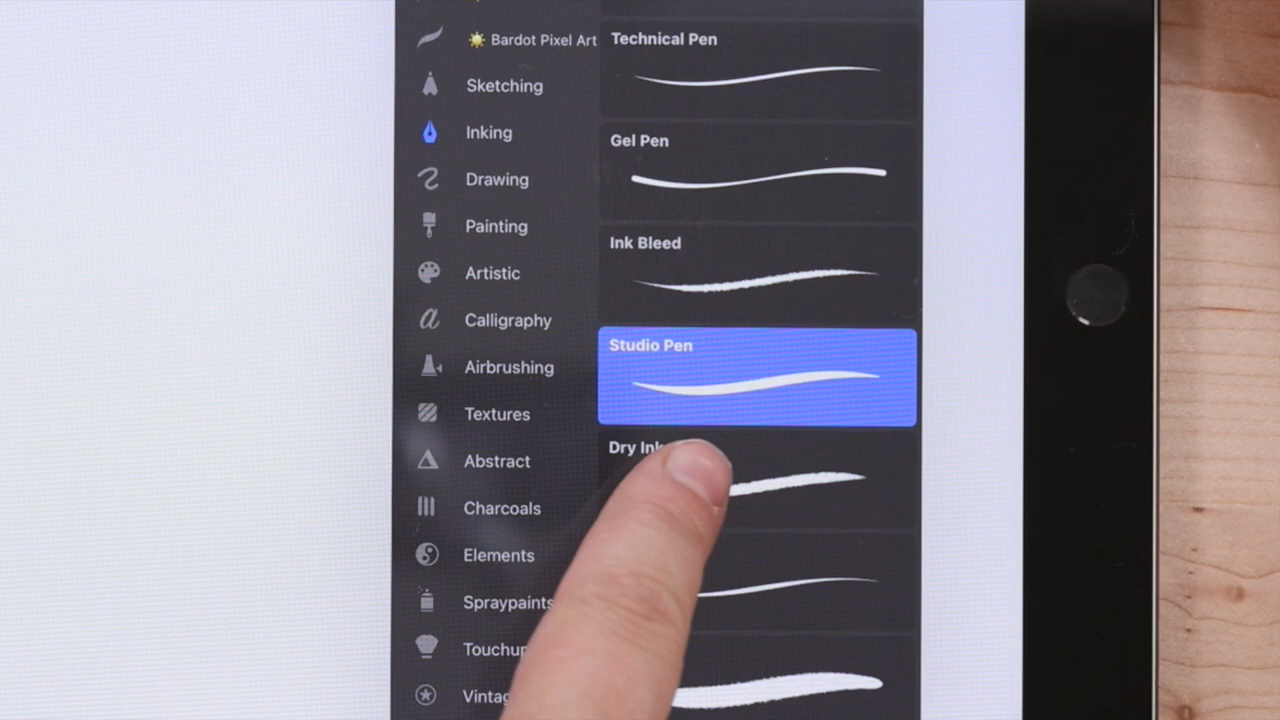 Bardot Pixel Art
Sketching
Inking
Drawing
Painting
Artistic
Calligraphy
Airbrushing
Textures
Abstract
Charcoals
Elements
Spraypaints
Technical Pen
Gel Pen
Ink Bleed
Studio Pen
Dry